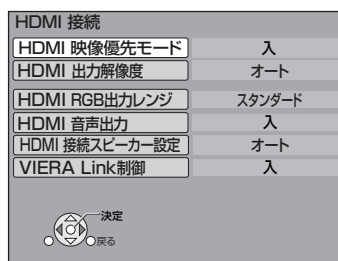 HDMI 接続
HDMI 映像優先モード 入
HDMI 出力解像度 オート
HDMI RGB出力レンジ スタンダード
HDMI 音声出力 入
HDMI 接続スピーカー設定 オート
VIERA Link制御 入
決定
戻る